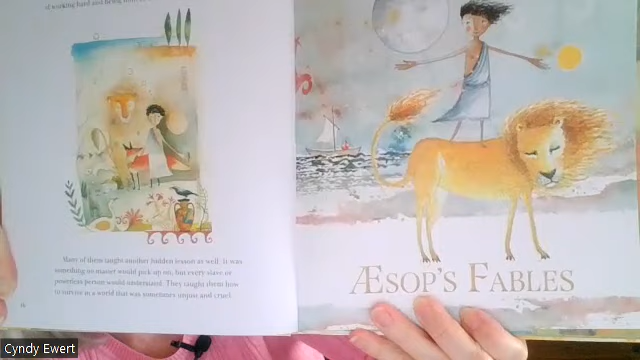 of working hard and being
Many of them taught another hidden lesson as well. It was
something no master would pick up on, but every slave or
powerless person would understand. They taught them how
to survive in a world that was sometimes unjust and cruel.
ÆSOP'S FABLES
Cyndy Ewert